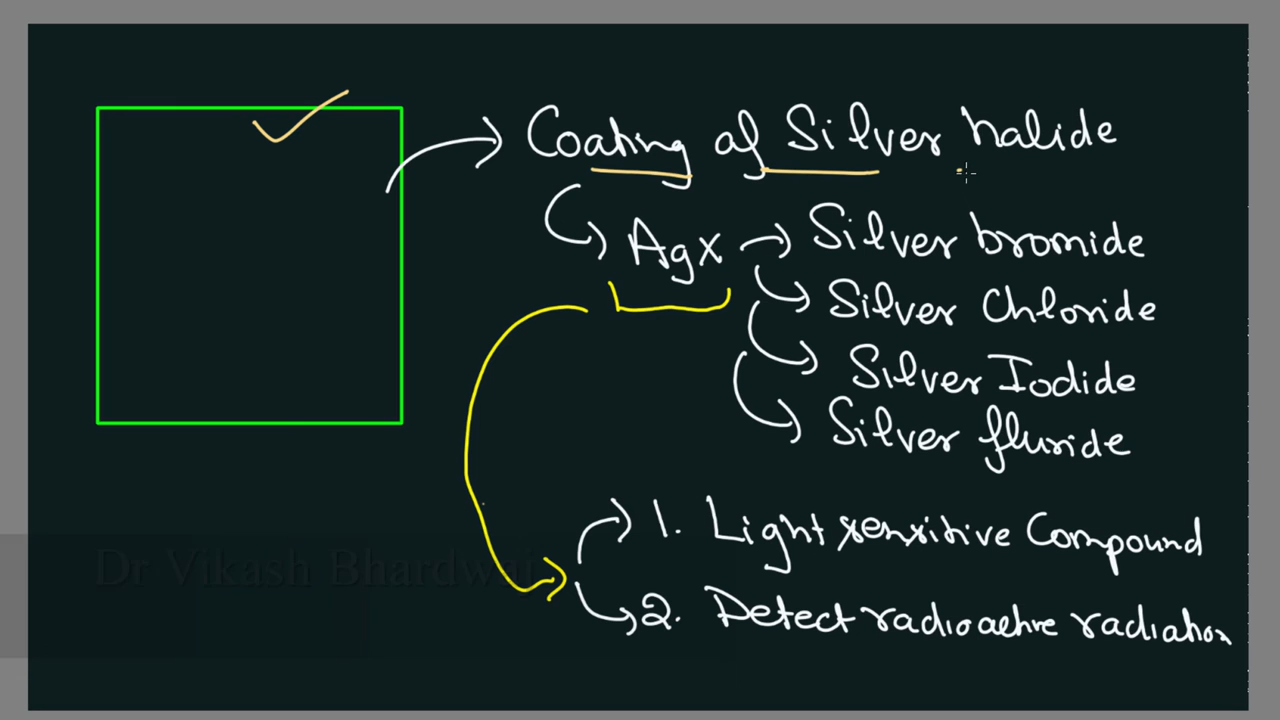 Coating of Silver halide
AgX → Silver bromide
Silver Chloride
Silver Iodide
Silver fluride
1. Light sensitive Compound
2. Detect radioactive radiation
Dr Vikash Bhardwaj